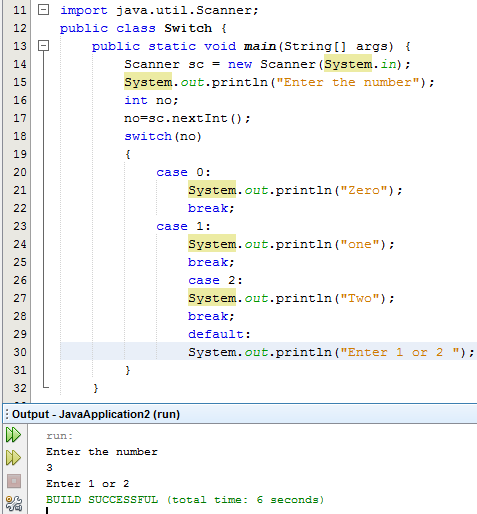 11 import java.util.Scanner;
12 public class Switch {
13 public static void main(String[] args) {
14 Scanner sc = new Scanner(System.in);
15 System.out.println("Enter the number");
16 int no;
17 no=sc.nextInt();
18 switch(no)
19 {
20 case 0:
21 System.out.println("Zero");
22 break;
23 case 1:
24 System.out.println("one");
25 break;
26 case 2:
27 System.out.println("Two");
28 break;
29 default:
30 System.out.println("Enter 1 or 2 ");
31 }
32 }
Output - JavaApplication2 (run)
run:
Enter the number
3
Enter 1 or 2
BUILD SUCCESSFUL (total time: 6 seconds)